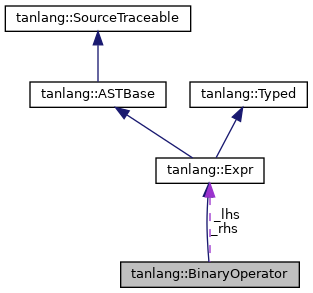 tanlang::SourceTraceable
tanlang::ASTBase
tanlang::Typed
tanlang::Expr
_lhs
_rhs
tanlang::BinaryOperator